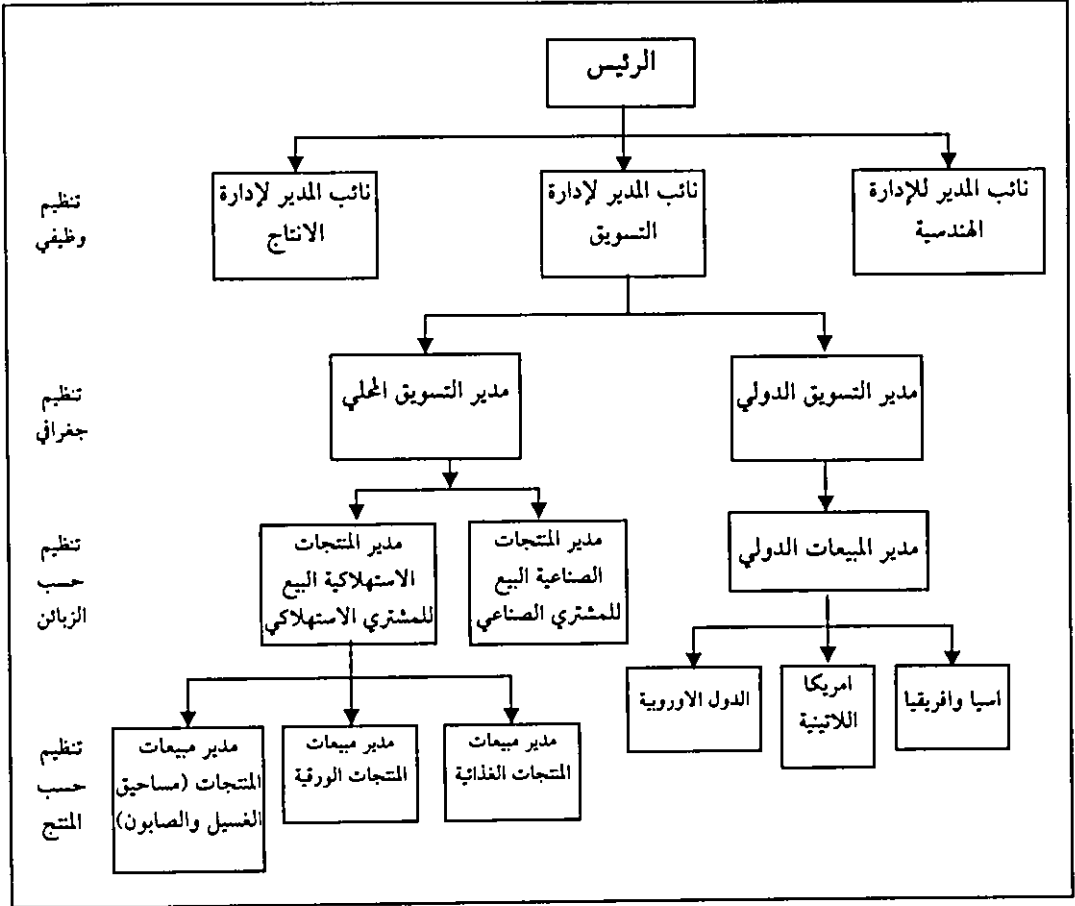 الرئيس
نائب المدير للإدارة
الهندسية
نائب المدير لإدارة
التسويق
نائب المدير لإدارة
الانتاج
تنظيم
وظيفي
مدير التسويق الدولي
مدير التسويق المحلي
تنظيم
جغرافي
مدير المبيعات الدولي
مدير المنتجات
الصناعية البيع
للمشتري الصناعي
مدير المنتجات
الاستهلاكية البيع
للمشتري الاستهلاكي
تنظيم
حسب
الزبائن
اسيا وافريقيا
امريكا
اللاتينية
الدول الاوروبية
مدير مبيعات
المنتجات الغذائية
مدير مبيعات
المنتجات الورقية
مدير مبيعات
المنتجات (مساحيق
الغسيل والصابون)
تنظيم
حسب
المنتج